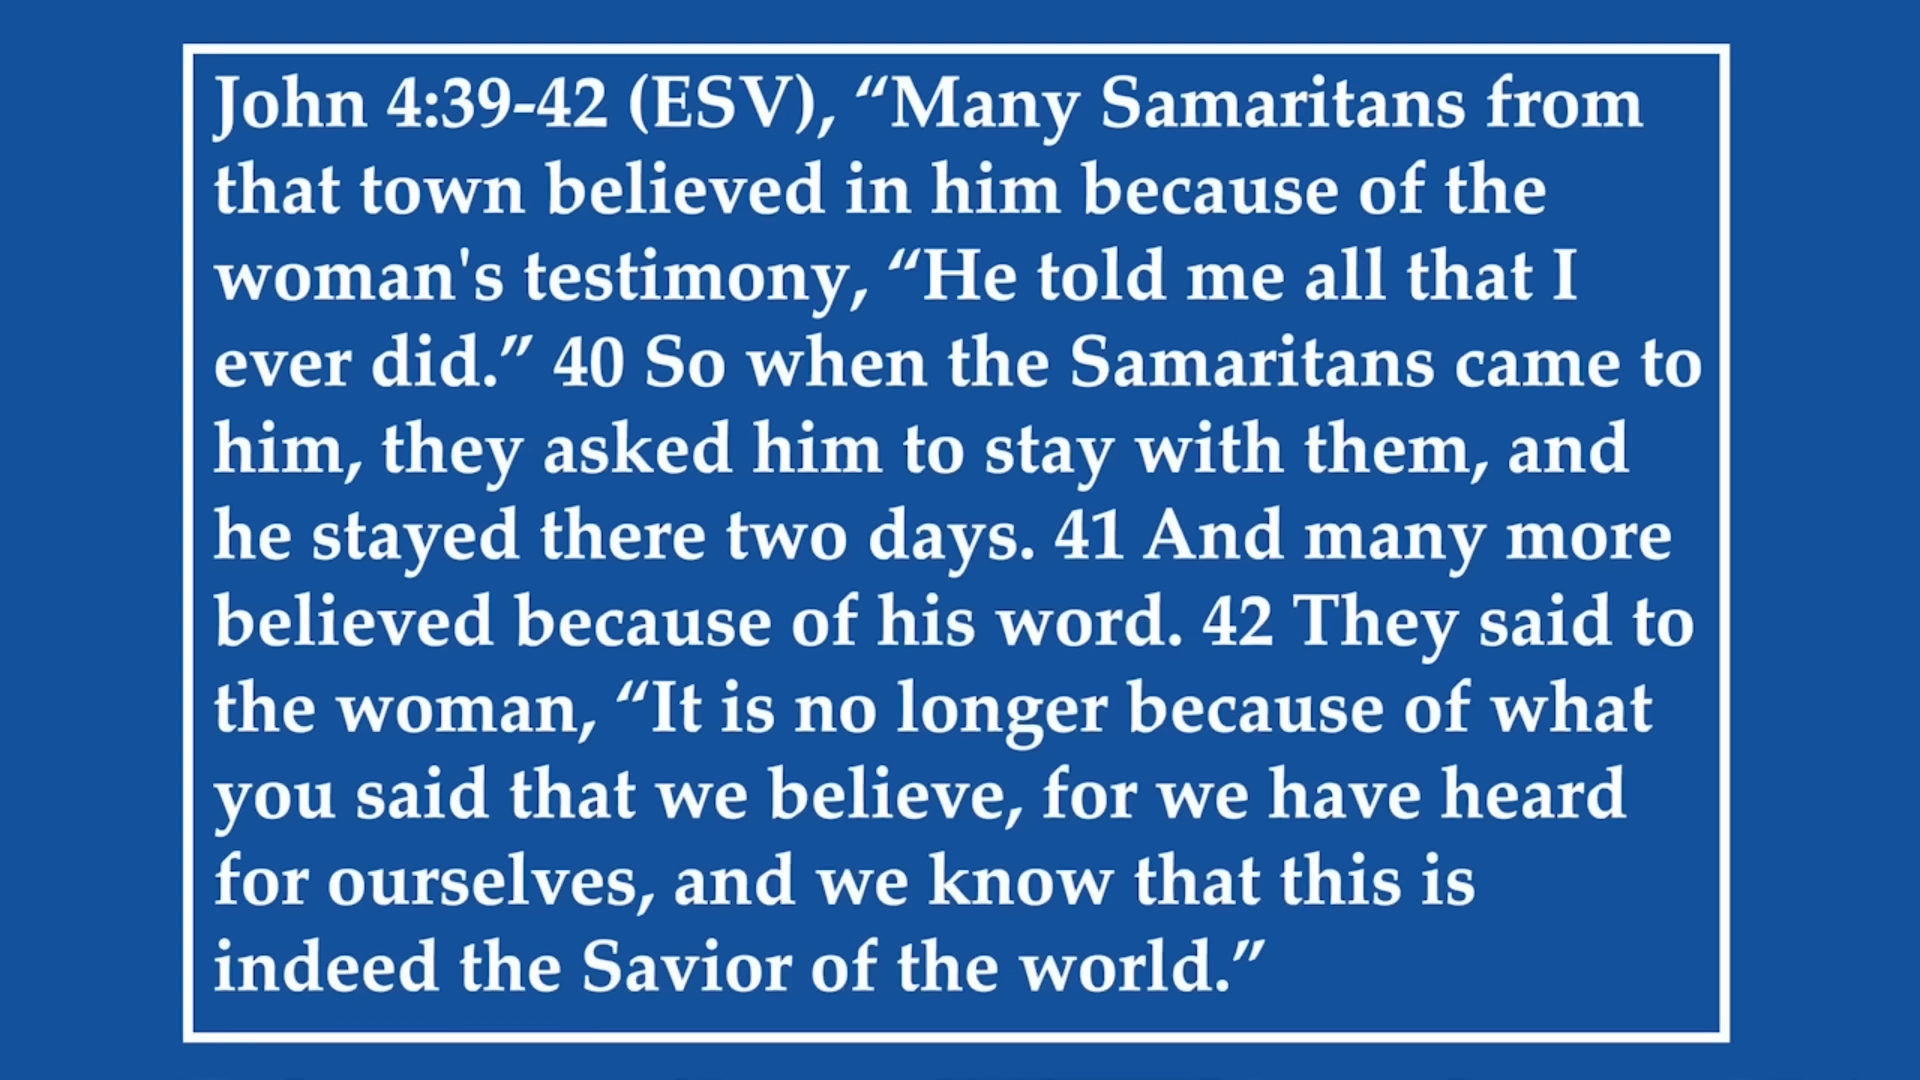 John 4:39-42 (ESV), “Many Samaritans from
that town believed in him because of the
woman's testimony, “He told me all that I
ever did.” 40 So when the Samaritans came to
him, they asked him to stay with them, and
he stayed there two days. 41 And many more
believed because of his word. 42 They said to
the woman, “It is no longer because of what
you said that we believe, for we have heard
for ourselves, and we know that this is
indeed the Savior of the world.”